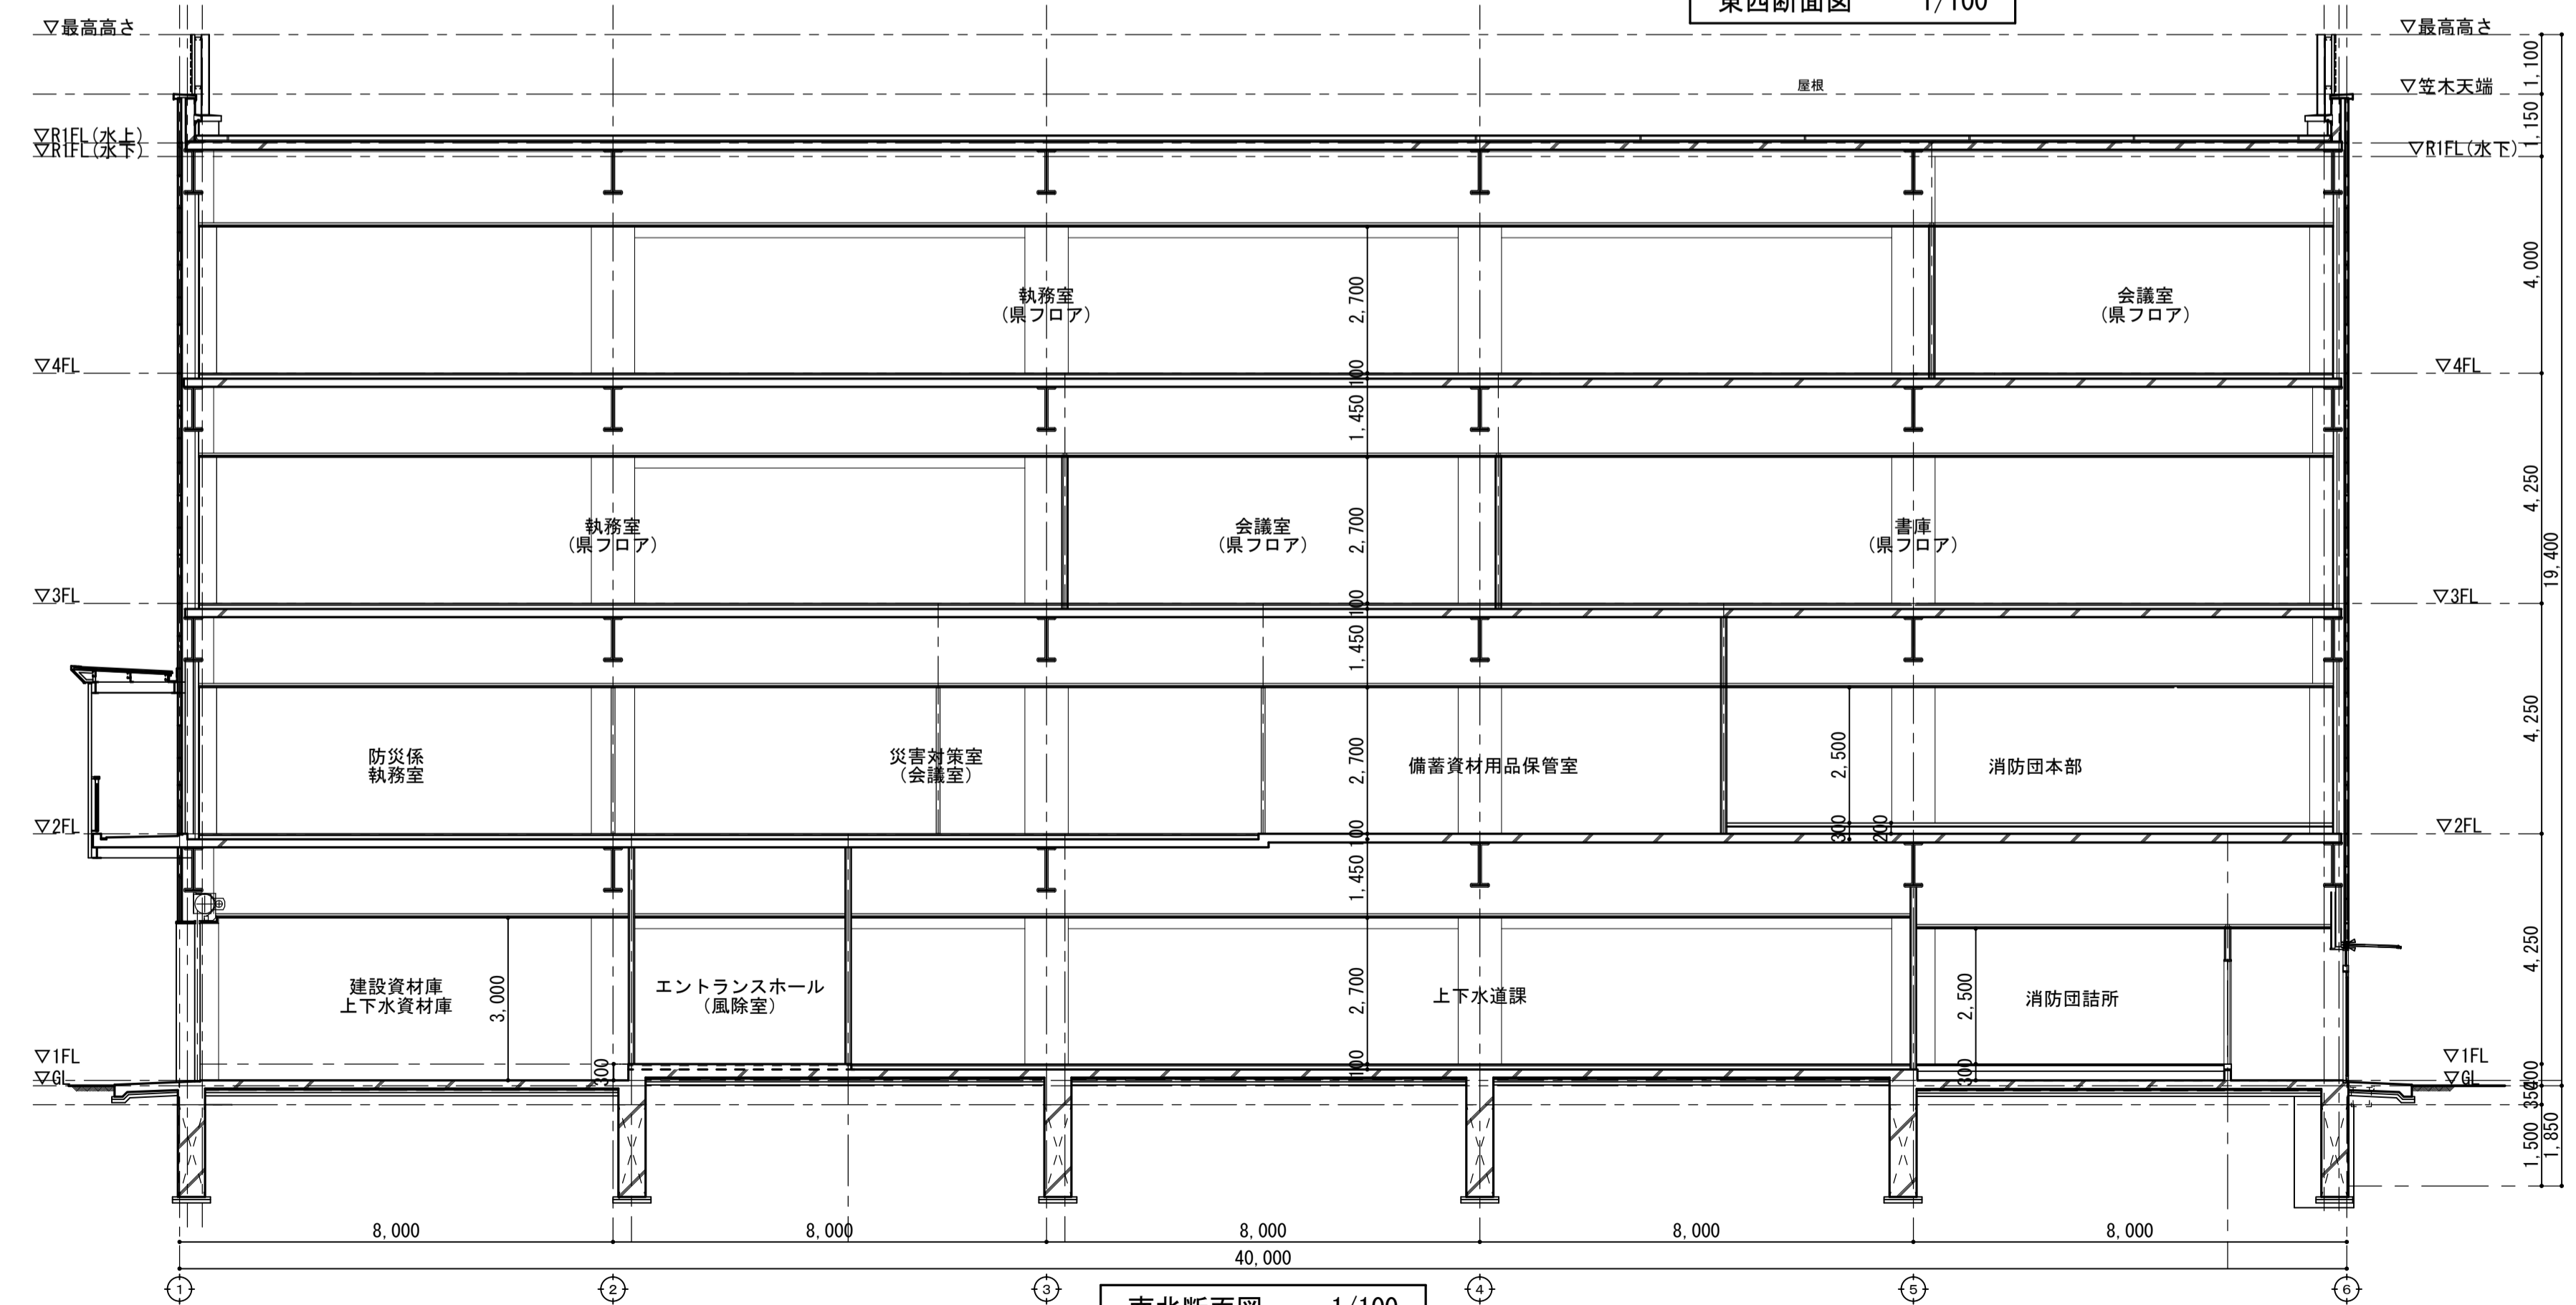 東西断面図 1/100
▽最高高さ
▽最高高さ
1,100
屋根
▽笠木天端
1,150
▽R1FL(水上)
▽R1FL(水下)
▽R1FL(水下)
執務室
(県フロア)
2,700
会議室
(県フロア)
4,000
▽4FL
100
▽4FL
1,450
執務室
(県フロア)
会議室
(県フロア)
2,700
書庫
(県フロア)
4,250
19,400
▽3FL
100
▽3FL
1,450
防災係
執務室
災害対策室
(会議室)
2,700
備蓄資材用品保管室
2,500
消防団本部
4,250
▽2FL
100
300
200
▽2FL
1,450
建設資材庫
上下水資材庫
3,000
エントランスホール
(風除室)
2,700
上下水道課
2,500
消防団詰所
4,250
▽1FL
▽GL
300
100
300
▽1FL
▽GL
400
350
1,500
1,850
8,000
8,000
8,000
8,000
8,000
40,000
1
2
3
4
5
6
1/100